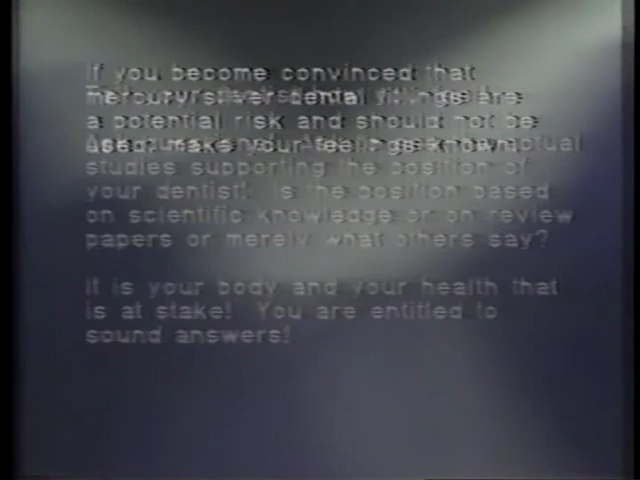 If you become convinced that
mercury/silver dental fillings are
a potential risk and should not be
used, make your feelings known.
actual
studies supporting the position of
your dentist! Is the position based
on scientific knowledge or on review
papers or merely what others say?
It is your body and your health that
is at stake! You are entitled to
sound answers!